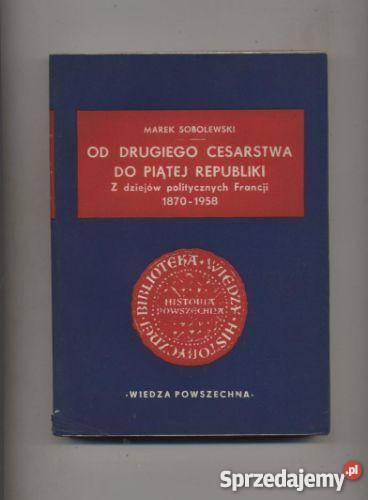 MAREK SOBOLEWSKI
OD DRUGIEGO CESARSTWA
DO PIĄTEJ REPUBLIKI
Z dziejów politycznych Francji
1870-1958
BIBLIOTEKA • WIEDZY • HISTORYCZNEJ •
HISTORIA
POWSZECHNA
•WIEDZA POWSZECHNA•
Sprzedajemy.pl